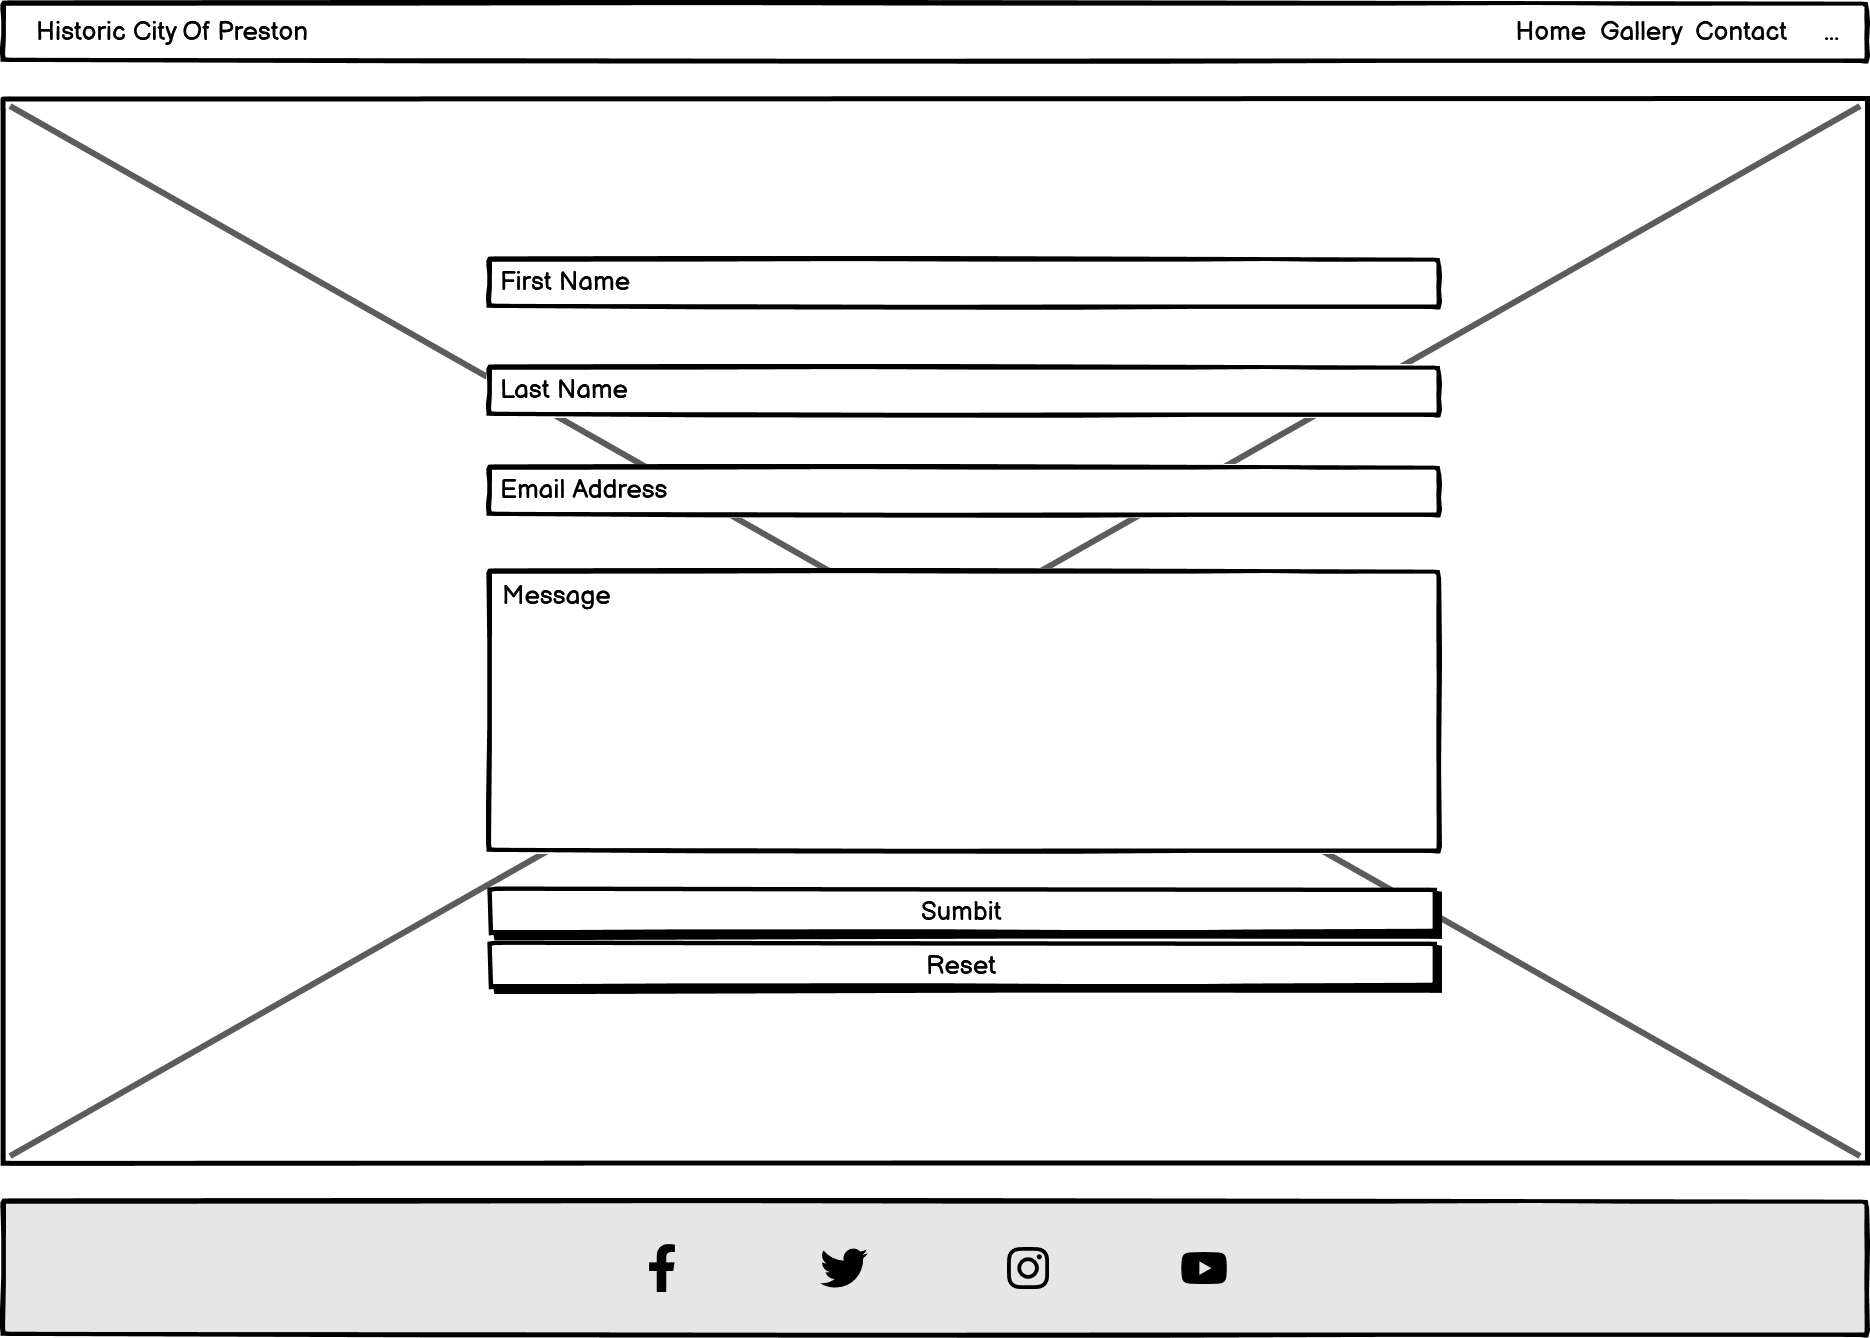 Historic City Of Preston
Home Gallery Contact ...
First Name
Last Name
Email Address
Message
Sumbit
Reset